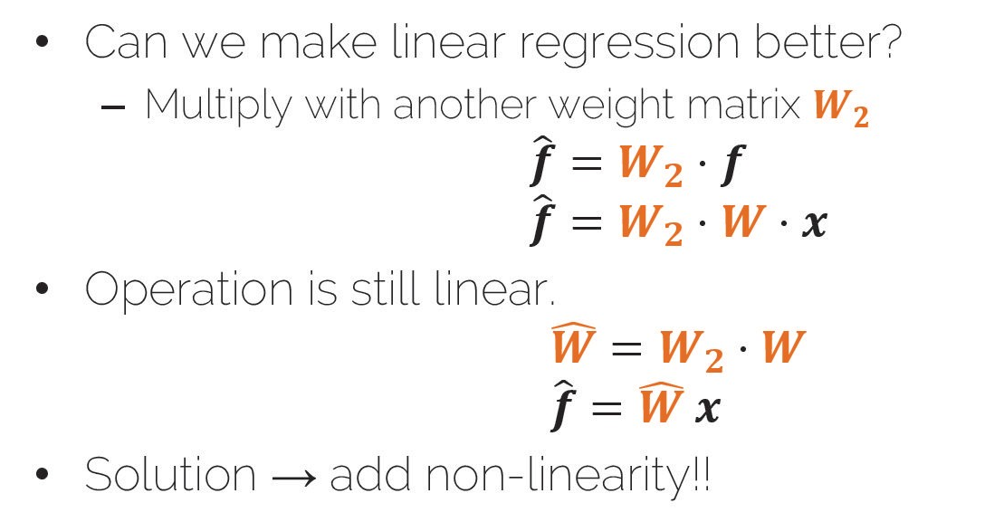 • Can we make linear regression better?
– Multiply with another weight matrix W₂
f̂ = W₂ · f
f̂ = W₂ · W · x
• Operation is still linear.
Ŵ = W₂ · W
f̂ = Ŵ x
• Solution → add non-linearity!!